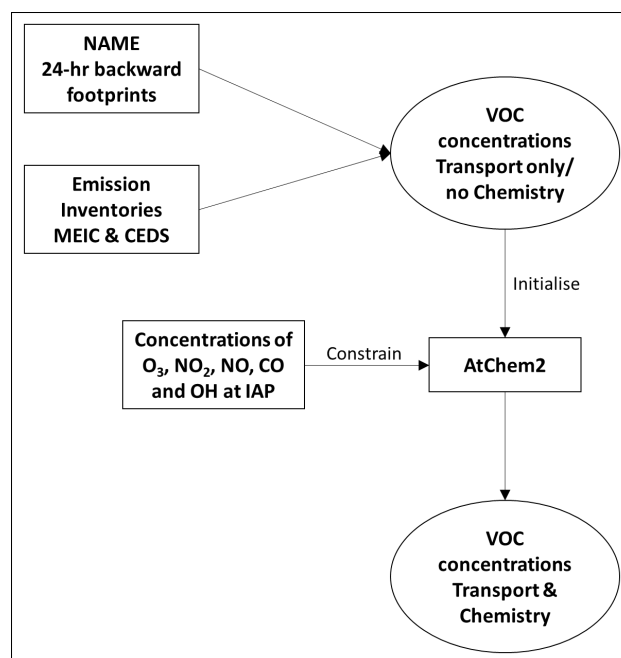 NAME
24-hr backward
footprints
VOC
concentrations
Transport only/
no Chemistry
Emission
Inventories
MEIC & CEDS
Initialise
Concentrations of
O₃, NO₂, NO, CO
and OH at IAP
Constrain
AtChem2
VOC
concentrations
Transport &
Chemistry